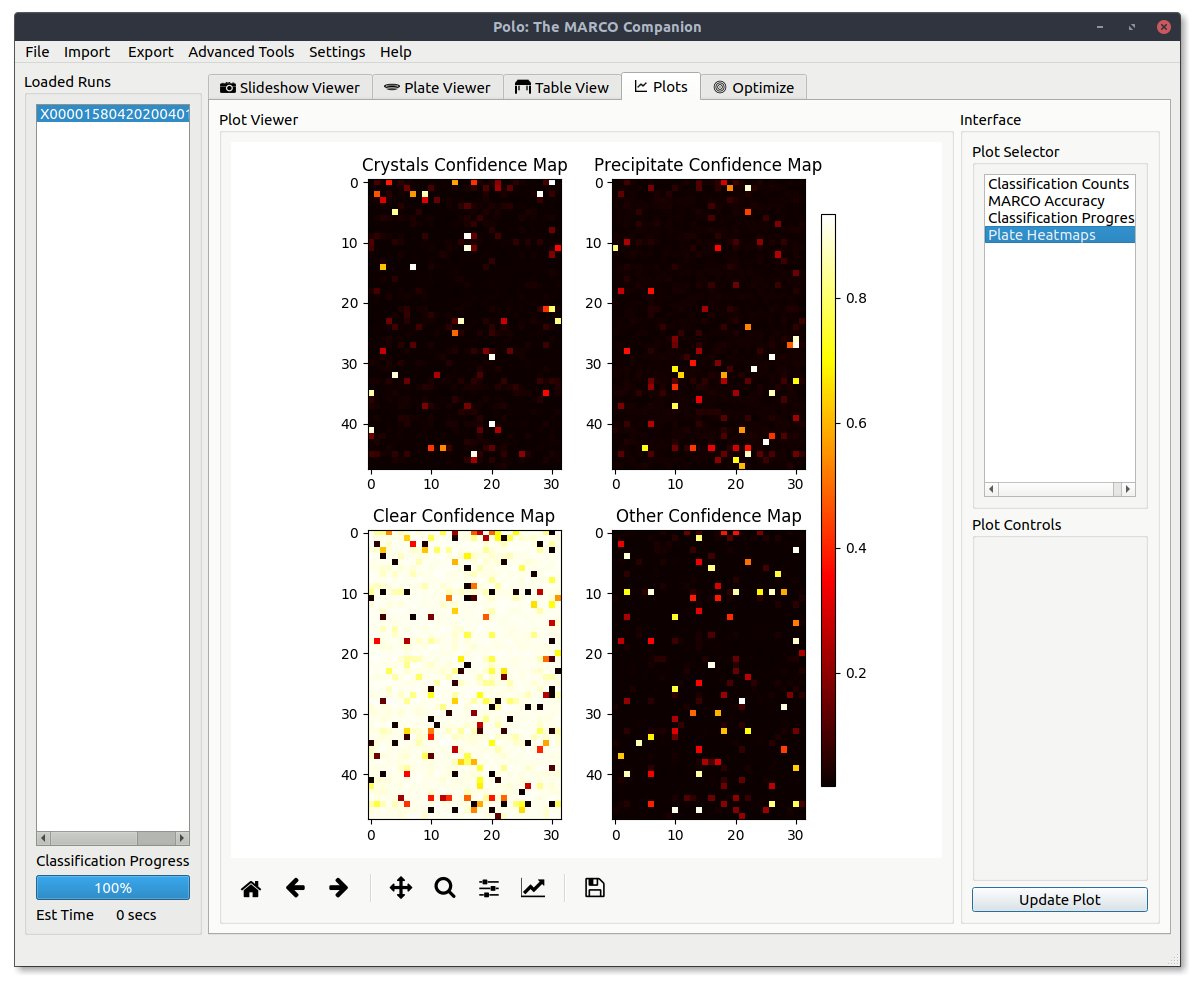 Polo: The MARCO Companion
File Import Export Advanced Tools Settings Help
Loaded Runs
X00001580420200401
Classification Progress
100%
Est Time 0 secs
Slideshow Viewer Plate Viewer Table View Plots Optimize
Plot Viewer
Crystals Confidence Map
0
10
20
30
40
0 10 20 30
Precipitate Confidence Map
0
10
20
30
40
0 10 20 30
Clear Confidence Map
0
10
20
30
40
0 10 20 30
Other Confidence Map
0
10
20
30
40
0 10 20 30
0.8
0.6
0.4
0.2
Interface
Plot Selector
Classification Counts
MARCO Accuracy
Classification Progres
Plate Heatmaps
Plot Controls
Update Plot